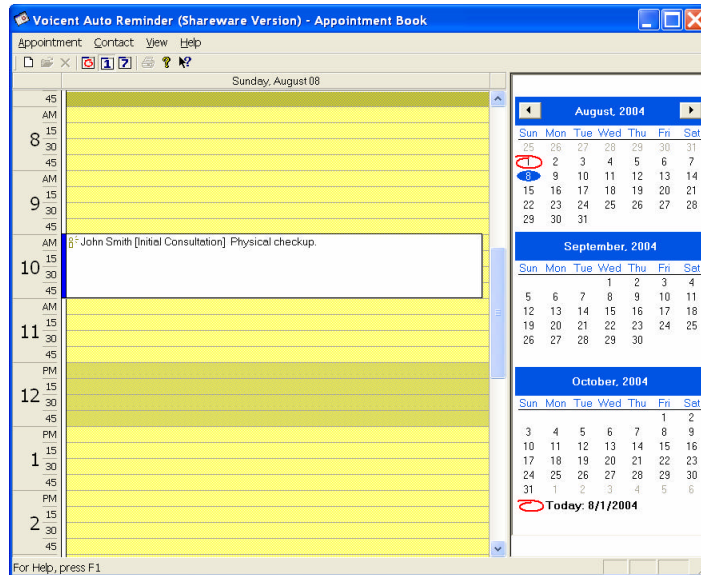 Voicent Auto Reminder (Shareware Version) - Appointment Book
Appointment Contact View Help
Sunday, August 08
45
8 AM
15
30
45
9 AM
15
30
45
10 AM
15
30
45
11 AM
15
30
45
12 PM
15
30
45
1 PM
15
30
45
2 PM
15
30
45
John Smith [Initial Consultation] Physical checkup.
August, 2004
Sun Mon Tue Wed Thu Fri Sat
25 26 27 28 29 30 31
1 2 3 4 5 6 7
8 9 10 11 12 13 14
15 16 17 18 19 20 21
22 23 24 25 26 27 28
29 30 31
September, 2004
Sun Mon Tue Wed Thu Fri Sat
1 2 3 4
5 6 7 8 9 10 11
12 13 14 15 16 17 18
19 20 21 22 23 24 25
26 27 28 29 30
October, 2004
Sun Mon Tue Wed Thu Fri Sat
1 2
3 4 5 6 7 8 9
10 11 12 13 14 15 16
17 18 19 20 21 22 23
24 25 26 27 28 29 30
31 1 2 3 4 5 6
Today: 8/1/2004
For Help, press F1